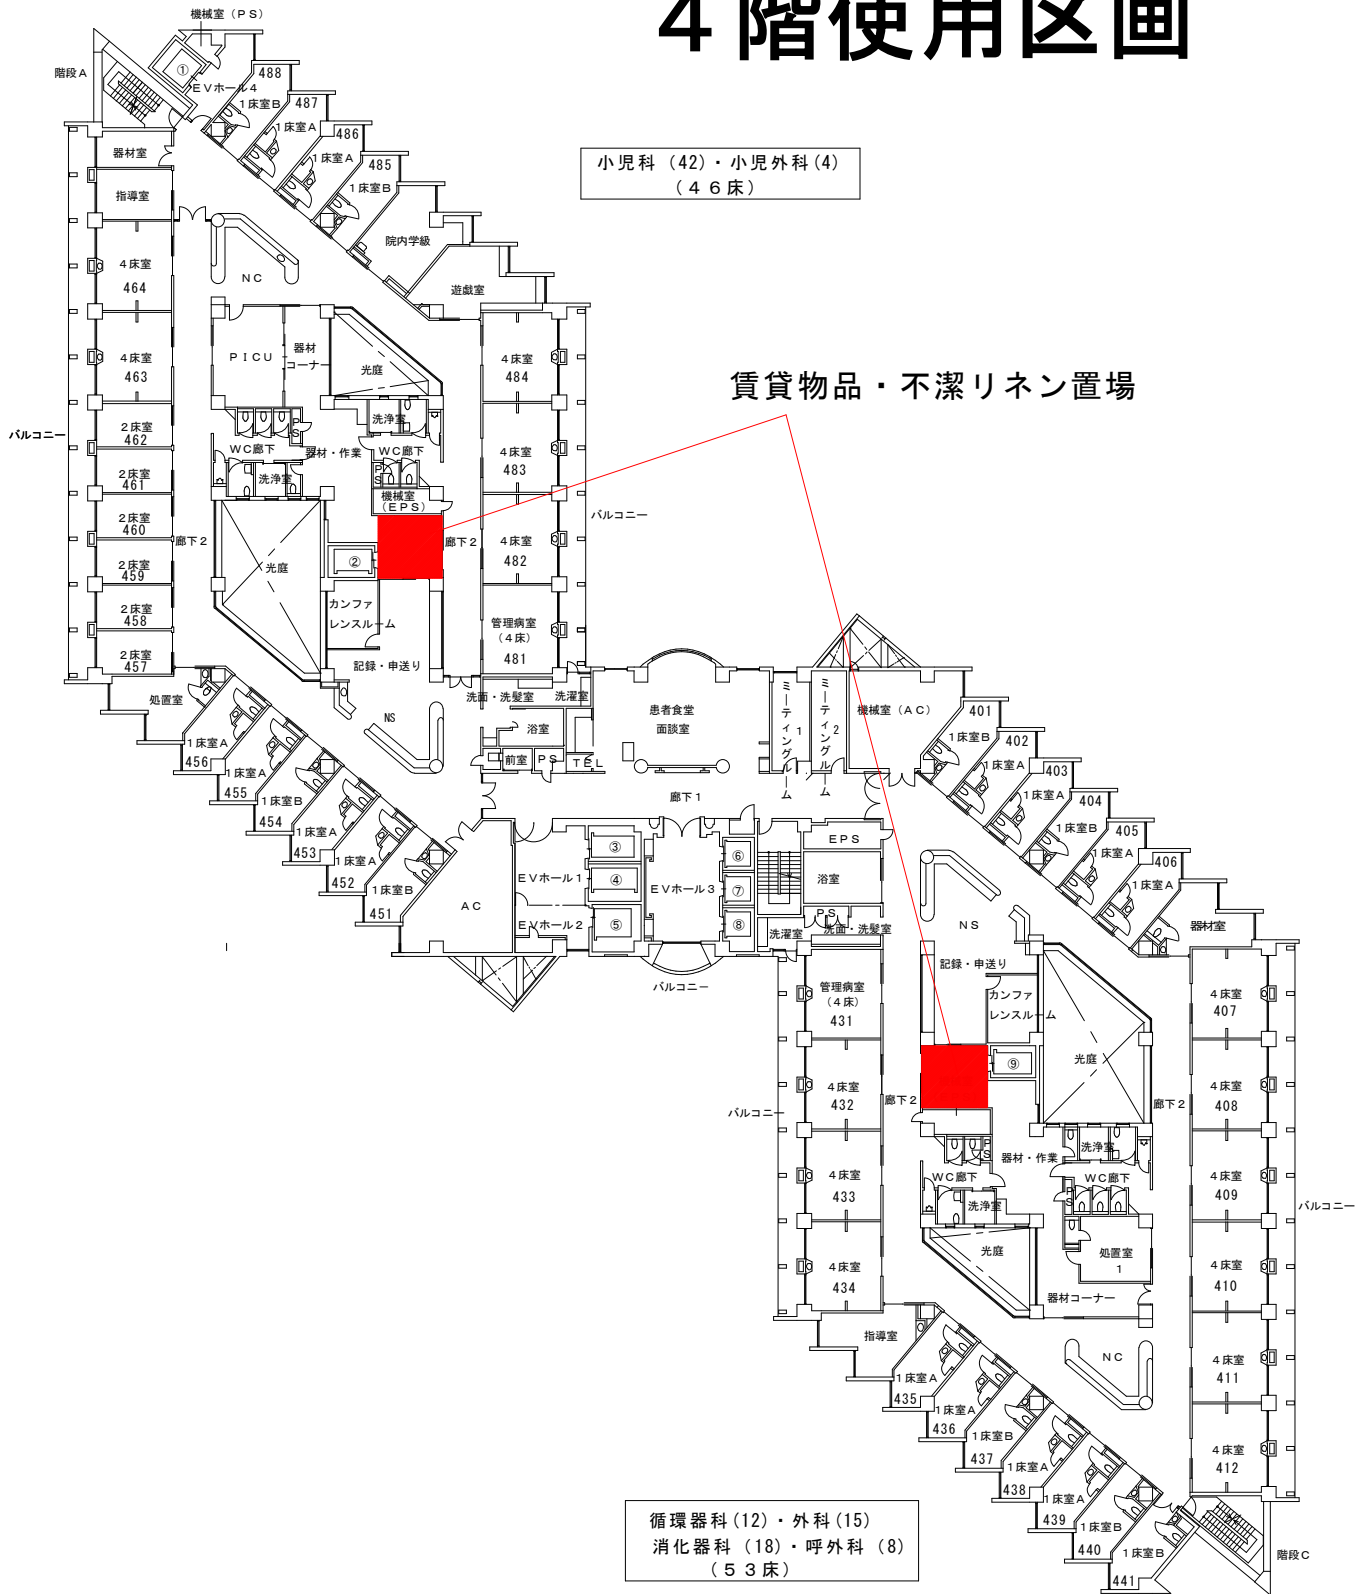 ４階使用区画
機械室（ＰＳ）
階段Ａ
①
ＥＶホール４
488
１床室Ｂ
487
１床室Ａ
486
１床室Ａ
485
１床室Ｂ
器材室
指導室
院内学級
遊戯室
小児科（42）・小児外科(4)
（４６床）
４床室
464
ＮＣ
４床室
463
ＰＩＣＵ
器材
コーナー
光庭
４床室
484
賃貸物品・不潔リネン置場
バルコニー
２床室
462
ＷＣ廊下
ＰＳ
器材・作業
洗浄室
ＷＣ廊下
４床室
483
２床室
461
洗浄室
ＰＳ
機械室
（ＥＰＳ）
バルコニー
２床室
460
廊下２
廊下２
４床室
482
２床室
459
光庭
②
２床室
458
カンファ
レンスルーム
管理病室
（４床）
481
２床室
457
記録・申送り
処置室
ＮＳ
洗面・洗髪室
洗濯室
浴室
前室
ＰＳ
ＴＥＬ
患者食堂
面談室
ミーティングルーム１
ミーティングルーム２
機械室（ＡＣ）
401
１床室Ｂ
402
１床室Ａ
403
１床室Ａ
404
１床室Ｂ
405
１床室Ａ
406
１床室Ａ
器材室
１床室Ａ
456
１床室Ａ
455
１床室Ｂ
454
１床室Ａ
453
１床室Ａ
452
１床室Ｂ
451
廊下１
ＡＣ
ＥＶホール１
ＥＶホール２
③
④
⑤
ＥＶホール３
⑥
⑦
⑧
ＥＰＳ
浴室
ＰＳ
洗濯室
洗面・洗髪室
バルコニー
ＮＳ
記録・申送り
カンファ
レンスルーム
管理病室
（４床）
431
４床室
407
⑨
光庭
４床室
432
廊下２
廊下２
４床室
408
バルコニー
ＰＳ
器材・作業
洗浄室
４床室
433
ＷＣ廊下
ＷＣ廊下
ＰＳ
４床室
409
バルコニー
洗浄室
光庭
処置室
１
４床室
434
４床室
410
器材コーナー
指導室
ＮＣ
４床室
411
１床室Ａ
435
１床室Ａ
436
１床室Ｂ
437
１床室Ａ
438
１床室Ａ
439
１床室Ｂ
440
１床室Ｂ
441
４床室
412
階段Ｃ
循環器科(12)・外科(15)
消化器科（18)・呼外科（8)
（５３床）